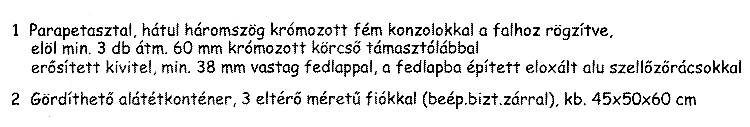 1 Parapetasztal, hátul háromszög krómozott fém konzolokkal a falhoz rögzítve,
elöl min. 3 db átm. 60 mm krómozott körcső támasztólábbal
erősített kivitel, min. 38 mm vastag fedlappal, a fedlapba épített eloxált alu szellőzőrácsokkal
2 Gördíthető alátétkonténer, 3 eltérő méretű fiókkal (beép.bizt.zárral), kb. 45x50x60 cm